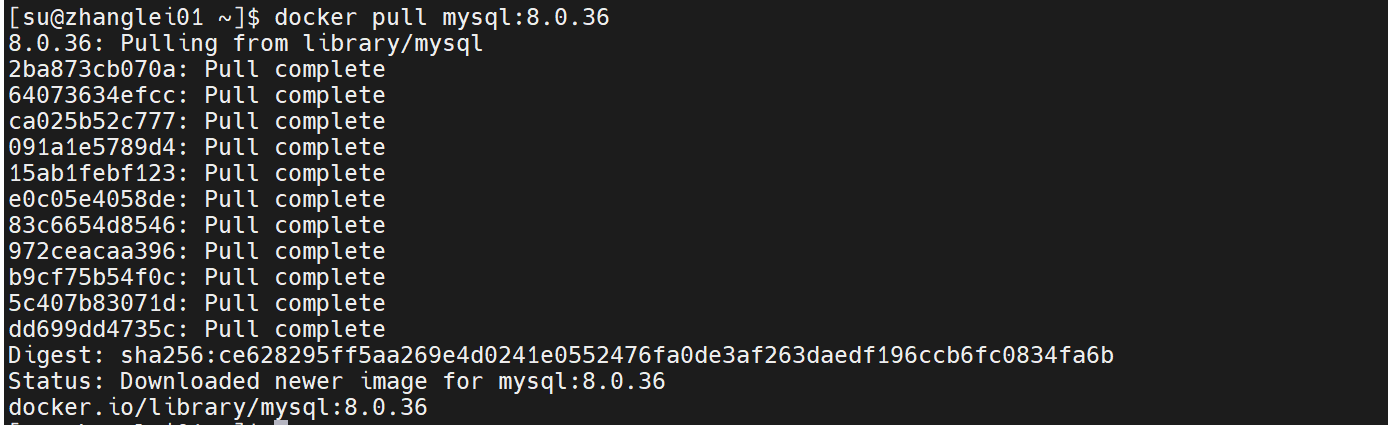 [su@zhanglei01 ~]$ docker pull mysql:8.0.36
8.0.36: Pulling from library/mysql
2ba873cb070a: Pull complete
64073634efcc: Pull complete
ca025b52c777: Pull complete
091a1e5789d4: Pull complete
15ab1febf123: Pull complete
e0c05e4058de: Pull complete
83c6654d8546: Pull complete
972ceacaa396: Pull complete
b9cf75b54f0c: Pull complete
5c407b83071d: Pull complete
dd699dd4735c: Pull complete
Digest: sha256:ce628295ff5aa269e4d0241e0552476fa0de3af263daedf196ccb6fc0834fa6b
Status: Downloaded newer image for mysql:8.0.36
docker.io/library/mysql:8.0.36